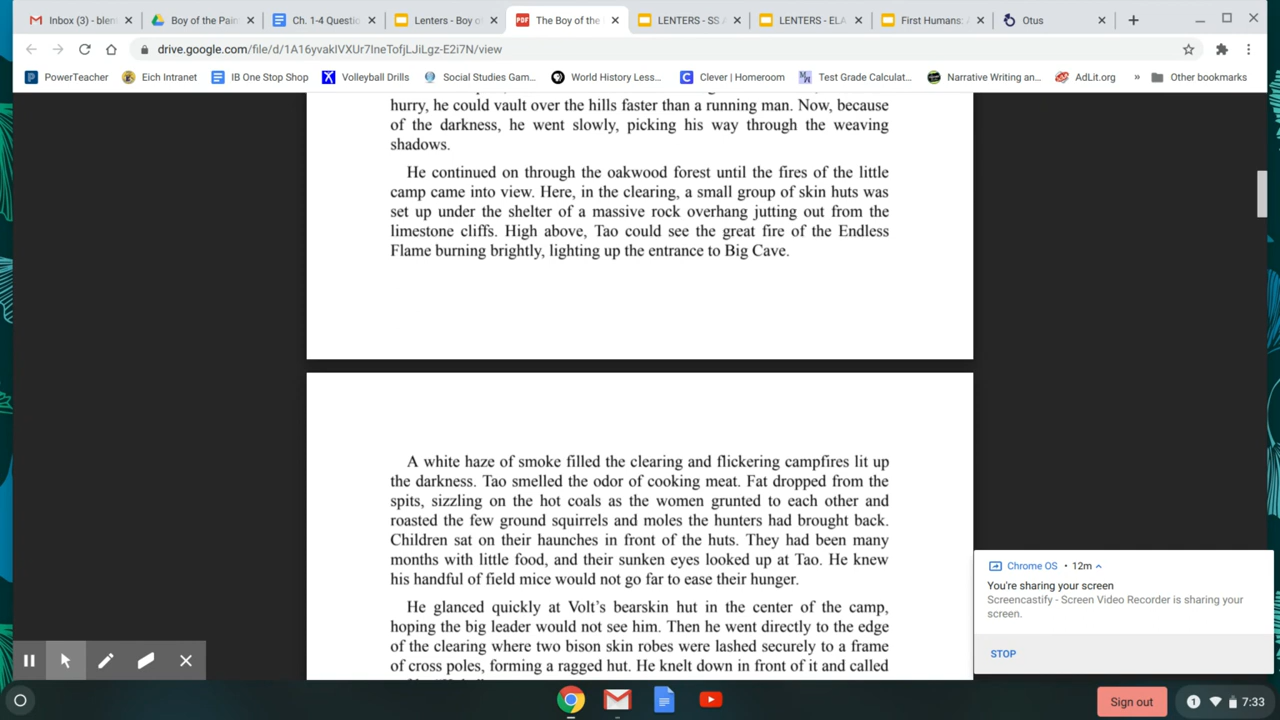 Inbox (3) - blen
Boy of the Pain
Ch. 1-4 Questi
Lenters - Boy o
PDF
The Boy of the
LENTERS - SS
LENTERS - ELA
First Humans:
Otus
drive.google.com/file/d/1A16yvaklVXUr7IneTofjLJiLgz-E2i7N/view
PowerTeacher
Eich Intranet
IB One Stop Shop
Volleyball Drills
Social Studies Gam...
World History Less...
Clever | Homeroom
Test Grade Calculat...
Narrative Writing an...
AdLit.org
»
Other bookmarks
hurry, he could vault over the hills faster than a running man. Now, because
of the darkness, he went slowly, picking his way through the weaving
shadows.
He continued on through the oakwood forest until the fires of the little
camp came into view. Here, in the clearing, a small group of skin huts was
set up under the shelter of a massive rock overhang jutting out from the
limestone cliffs. High above, Tao could see the great fire of the Endless
Flame burning brightly, lighting up the entrance to Big Cave.
A white haze of smoke filled the clearing and flickering campfires lit up
the darkness. Tao smelled the odor of cooking meat. Fat dropped from the
spits, sizzling on the hot coals as the women grunted to each other and
roasted the few ground squirrels and moles the hunters had brought back.
Children sat on their haunches in front of the huts. They had been many
months with little food, and their sunken eyes looked up at Tao. He knew
his handful of field mice would not go far to ease their hunger.
He glanced quickly at Volt's bearskin hut in the center of the camp,
hoping the big leader would not see him. Then he went directly to the edge
of the clearing where two bison skin robes were lashed securely to a frame
of cross poles, forming a ragged hut. He knelt down in front of it and called
Chrome OS • 12m
You're sharing your screen
Screencastify - Screen Video Recorder is sharing your
screen.
STOP
Sign out
1
7:33